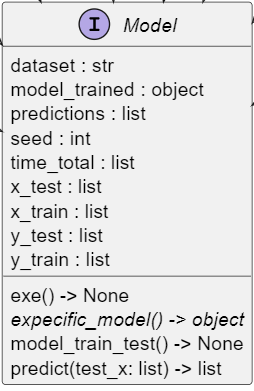 I Model
dataset : str
model_trained : object
predictions : list
seed : int
time_total : list
x_test : list
x_train : list
y_test : list
y_train : list
exe() -> None
expecific_model() -> object
model_train_test() -> None
predict(test_x: list) -> list